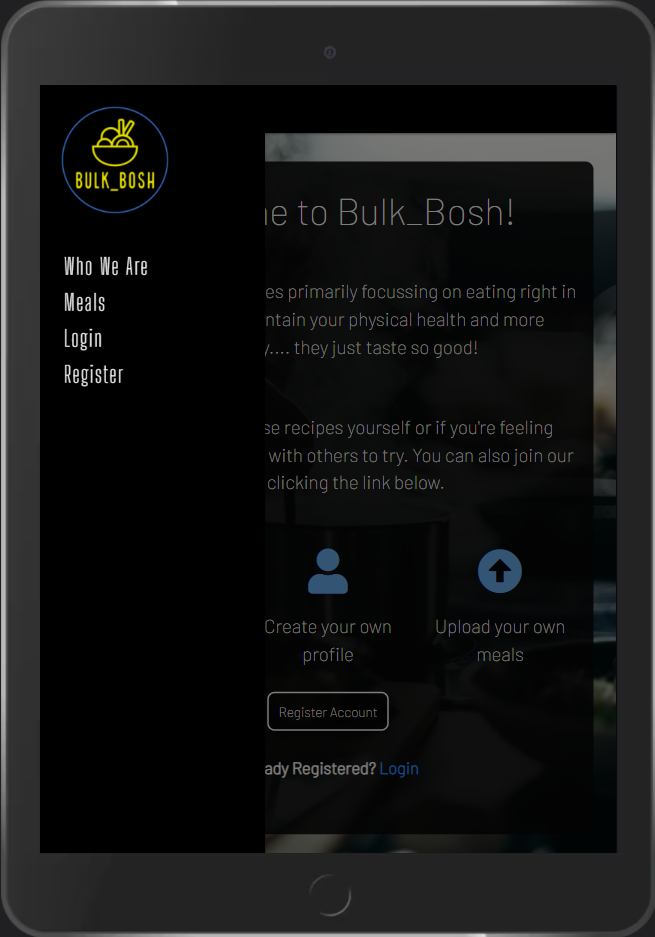 BULK_BOSH
Who We Are
Meals
Login
Register
e to Bulk_Bosh!
es primarily focussing on eating right in
ntain your physical health and more
y.... they just taste so good!
se recipes yourself or if you're feeling
with others to try. You can also join our
clicking the link below.
Create your own
profile
Upload your own
meals
Register Account
ady Registered? Login